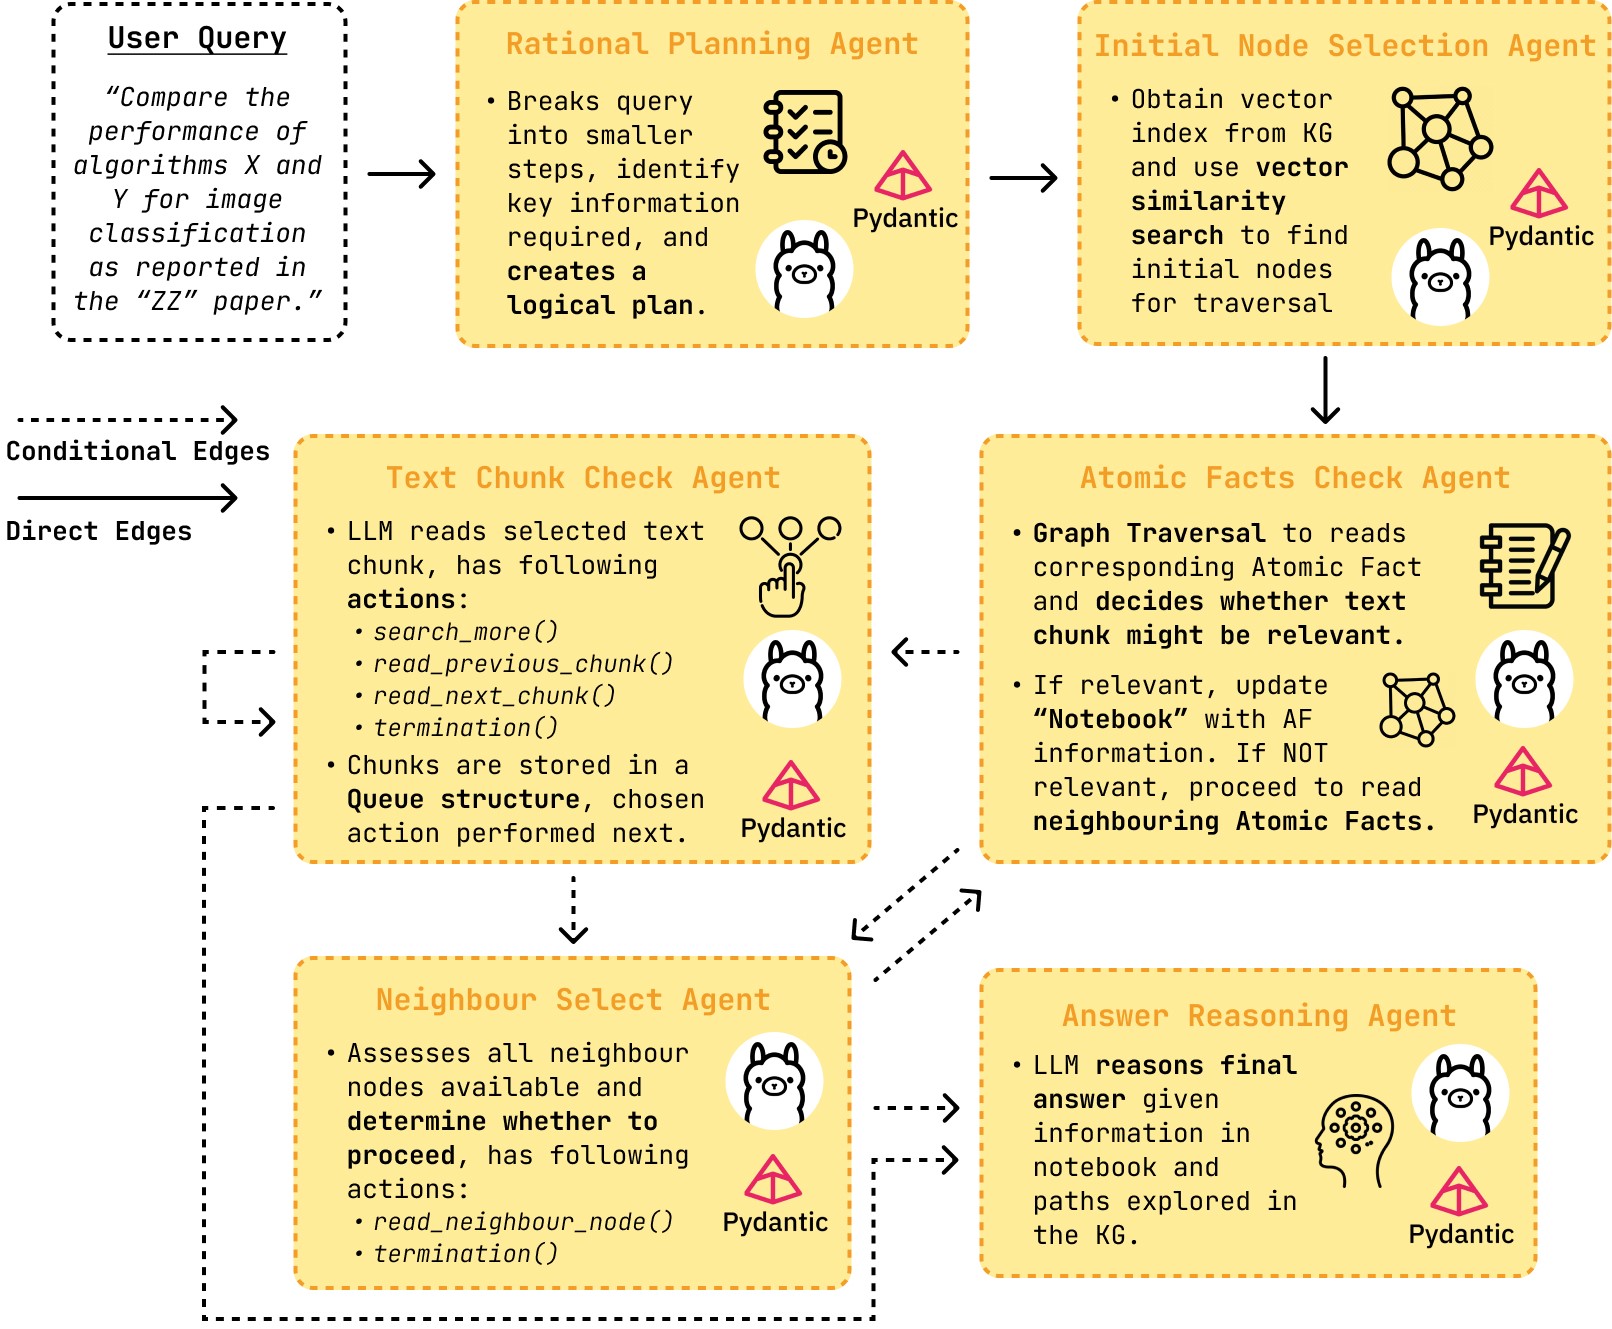 User Query
“Compare the
performance of
algorithms X and
Y for image
classification
as reported in
the “ZZ” paper.”
Rational Planning Agent
• Breaks query
into smaller
steps, identify
key information
required, and
creates a
logical plan.
Pydantic
Initial Node Selection Agent
• Obtain vector
index from KG
and use vector
similarity
search to find
initial nodes
for traversal
Pydantic
Conditional Edges
Direct Edges
Text Chunk Check Agent
• LLM reads selected text
chunk, has following
actions:
• search_more()
• read_previous_chunk()
• read_next_chunk()
• termination()
• Chunks are stored in a
Queue structure, chosen
action performed next.
Pydantic
Atomic Facts Check Agent
• Graph Traversal to reads
corresponding Atomic Fact
and decides whether text
chunk might be relevant.
• If relevant, update
“Notebook” with AF
information. If NOT
relevant, proceed to read
neighbouring Atomic Facts.
Pydantic
Neighbour Select Agent
• Assesses all neighbour
nodes available and
determine whether to
proceed, has following
actions:
• read_neighbour_node()
• termination()
Pydantic
Answer Reasoning Agent
• LLM reasons final
answer given
information in
notebook and
paths explored in
the KG.
Pydantic